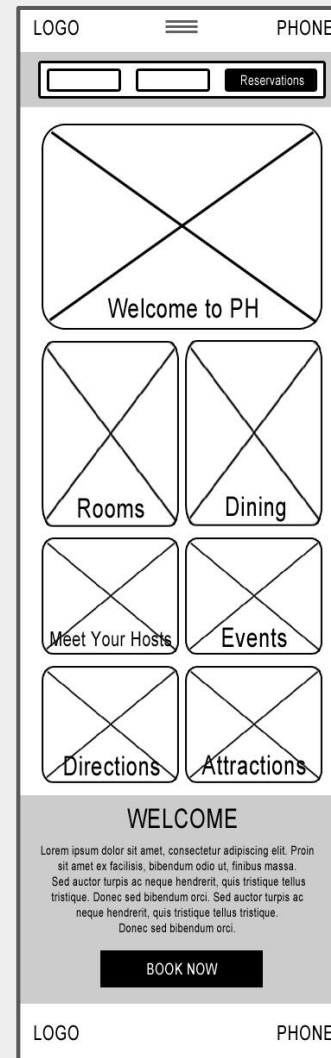 LOGO
PHONE
Reservations
Welcome to PH
Rooms
Dining
Meet Your Hosts
Events
Directions
Attractions
WELCOME
Lorem ipsum dolor sit amet, consectetur adipiscing elit. Proin
sit amet ex facilisis, bibendum odio ut, finibus massa.
Sed auctor turpis ac neque hendrerit, quis tristique tellus
tristique. Donec sed bibendum orci. Sed auctor turpis ac
neque hendrerit, quis tristique tellus tristique.
Donec sed bibendum orci.
BOOK NOW
LOGO
PHONE